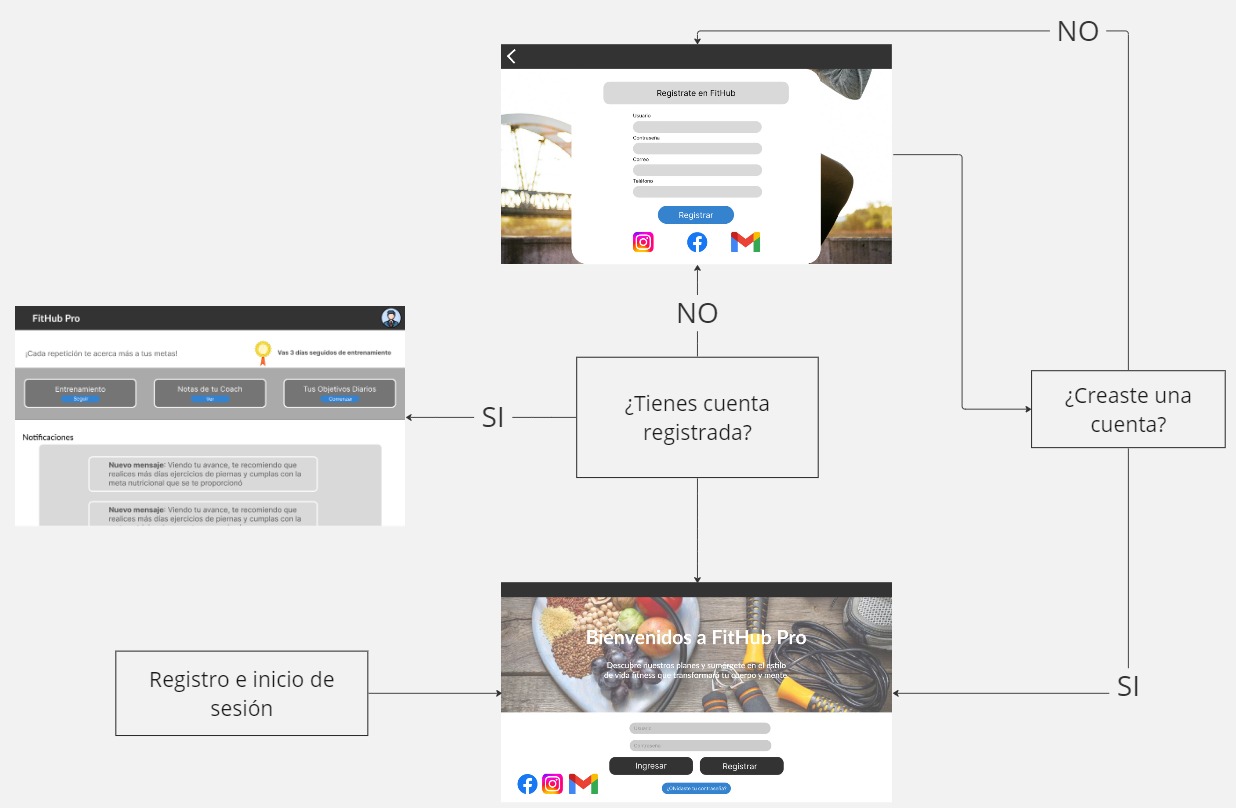 NO
Registrate en FitHub
Usuario
Contraseña
Correo
Teléfono
Registrar
NO
FitHub Pro
¡Cada repetición te acerca más a tus metas!
Vas 3 días seguidos de entrenamiento
Entrenamiento
Seguir
Notas de tu Coach
Ver
Tus Objetivos Diarios
Comenzar
Notificaciones
Nuevo mensaje: Viendo tu avance, te recomiendo que
realices más días ejercicios de piernas y cumplas con la
meta nutricional que se te proporcionó
Nuevo mensaje: Viendo tu avance, te recomiendo que
realices más días ejercicios de piernas y cumplas con la
SI
¿Tienes cuenta
registrada?
¿Creaste una
cuenta?
Registro e inicio de
sesión
Bienvenidos a FitHub Pro
Descubre nuestros planes y sumérgete en el estilo
de vida fitness que transformará tu cuerpo y mente.
SI
Usuario
Contraseña
Ingresar
Registrar
¿Olvidaste tu contraseña?